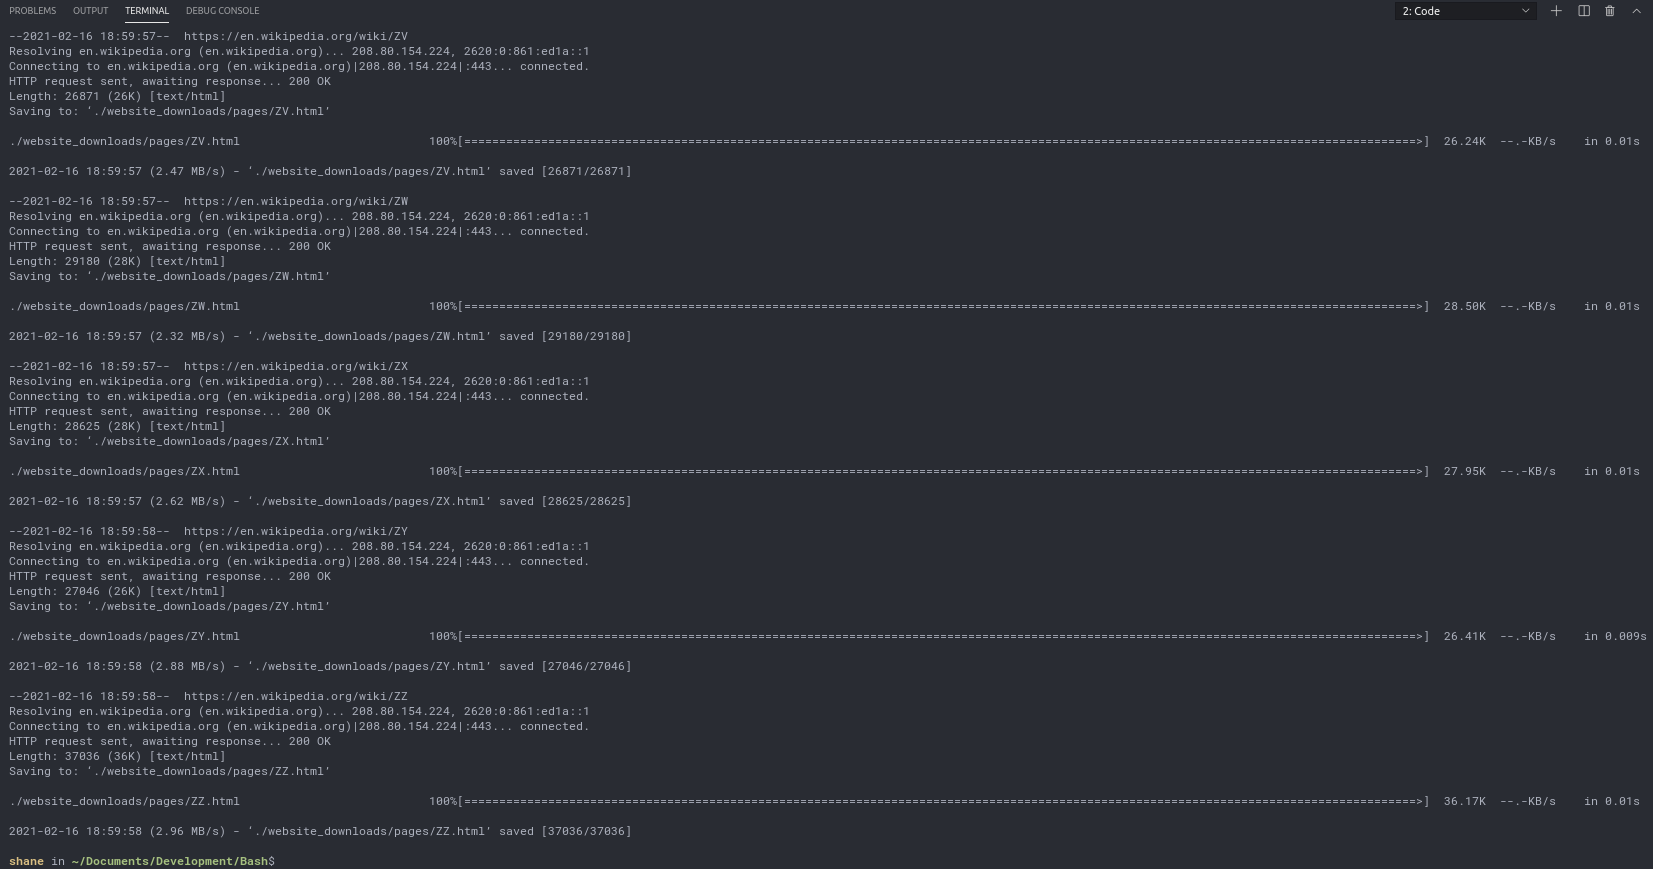 PROBLEMS OUTPUT TERMINAL DEBUG CONSOLE 2: Code
--2021-02-16 18:59:57-- https://en.wikipedia.org/wiki/ZV
Resolving en.wikipedia.org (en.wikipedia.org)... 208.80.154.224, 2620:0:861:ed1a::1
Connecting to en.wikipedia.org (en.wikipedia.org)|208.80.154.224|:443... connected.
HTTP request sent, awaiting response... 200 OK
Length: 26871 (26K) [text/html]
Saving to: ‘./website_downloads/pages/ZV.html’
./website_downloads/pages/ZV.html 100%[========================================================================================================================================>] 26.24K --.-KB/s in 0.01s
2021-02-16 18:59:57 (2.47 MB/s) - ‘./website_downloads/pages/ZV.html’ saved [26871/26871]
--2021-02-16 18:59:57-- https://en.wikipedia.org/wiki/ZW
Resolving en.wikipedia.org (en.wikipedia.org)... 208.80.154.224, 2620:0:861:ed1a::1
Connecting to en.wikipedia.org (en.wikipedia.org)|208.80.154.224|:443... connected.
HTTP request sent, awaiting response... 200 OK
Length: 29180 (28K) [text/html]
Saving to: ‘./website_downloads/pages/ZW.html’
./website_downloads/pages/ZW.html 100%[========================================================================================================================================>] 28.50K --.-KB/s in 0.01s
2021-02-16 18:59:57 (2.32 MB/s) - ‘./website_downloads/pages/ZW.html’ saved [29180/29180]
--2021-02-16 18:59:57-- https://en.wikipedia.org/wiki/ZX
Resolving en.wikipedia.org (en.wikipedia.org)... 208.80.154.224, 2620:0:861:ed1a::1
Connecting to en.wikipedia.org (en.wikipedia.org)|208.80.154.224|:443... connected.
HTTP request sent, awaiting response... 200 OK
Length: 28625 (28K) [text/html]
Saving to: ‘./website_downloads/pages/ZX.html’
./website_downloads/pages/ZX.html 100%[========================================================================================================================================>] 27.95K --.-KB/s in 0.01s
2021-02-16 18:59:57 (2.62 MB/s) - ‘./website_downloads/pages/ZX.html’ saved [28625/28625]
--2021-02-16 18:59:58-- https://en.wikipedia.org/wiki/ZY
Resolving en.wikipedia.org (en.wikipedia.org)... 208.80.154.224, 2620:0:861:ed1a::1
Connecting to en.wikipedia.org (en.wikipedia.org)|208.80.154.224|:443... connected.
HTTP request sent, awaiting response... 200 OK
Length: 27046 (26K) [text/html]
Saving to: ‘./website_downloads/pages/ZY.html’
./website_downloads/pages/ZY.html 100%[========================================================================================================================================>] 26.41K --.-KB/s in 0.009s
2021-02-16 18:59:58 (2.88 MB/s) - ‘./website_downloads/pages/ZY.html’ saved [27046/27046]
--2021-02-16 18:59:58-- https://en.wikipedia.org/wiki/ZZ
Resolving en.wikipedia.org (en.wikipedia.org)... 208.80.154.224, 2620:0:861:ed1a::1
Connecting to en.wikipedia.org (en.wikipedia.org)|208.80.154.224|:443... connected.
HTTP request sent, awaiting response... 200 OK
Length: 37036 (36K) [text/html]
Saving to: ‘./website_downloads/pages/ZZ.html’
./website_downloads/pages/ZZ.html 100%[========================================================================================================================================>] 36.17K --.-KB/s in 0.01s
2021-02-16 18:59:58 (2.96 MB/s) - ‘./website_downloads/pages/ZZ.html’ saved [37036/37036]
shane in ~/Documents/Development/Bash$